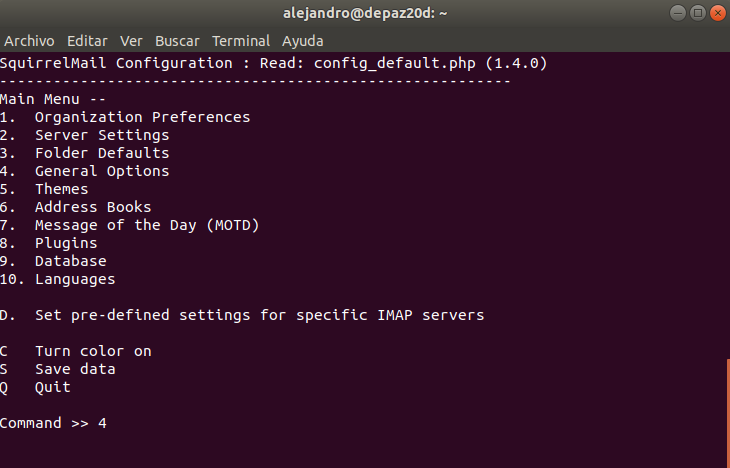 alejandro@depaz20d: ~
Archivo Editar Ver Buscar Terminal Ayuda
SquirrelMail Configuration : Read: config_default.php (1.4.0)
---------------------------------------------------------
Main Menu --
1.  Organization Preferences
2.  Server Settings
3.  Folder Defaults
4.  General Options
5.  Themes
6.  Address Books
7.  Message of the Day (MOTD)
8.  Plugins
9.  Database
10. Languages
D.  Set pre-defined settings for specific IMAP servers
C   Turn color on
S   Save data
Q   Quit
Command >> 4